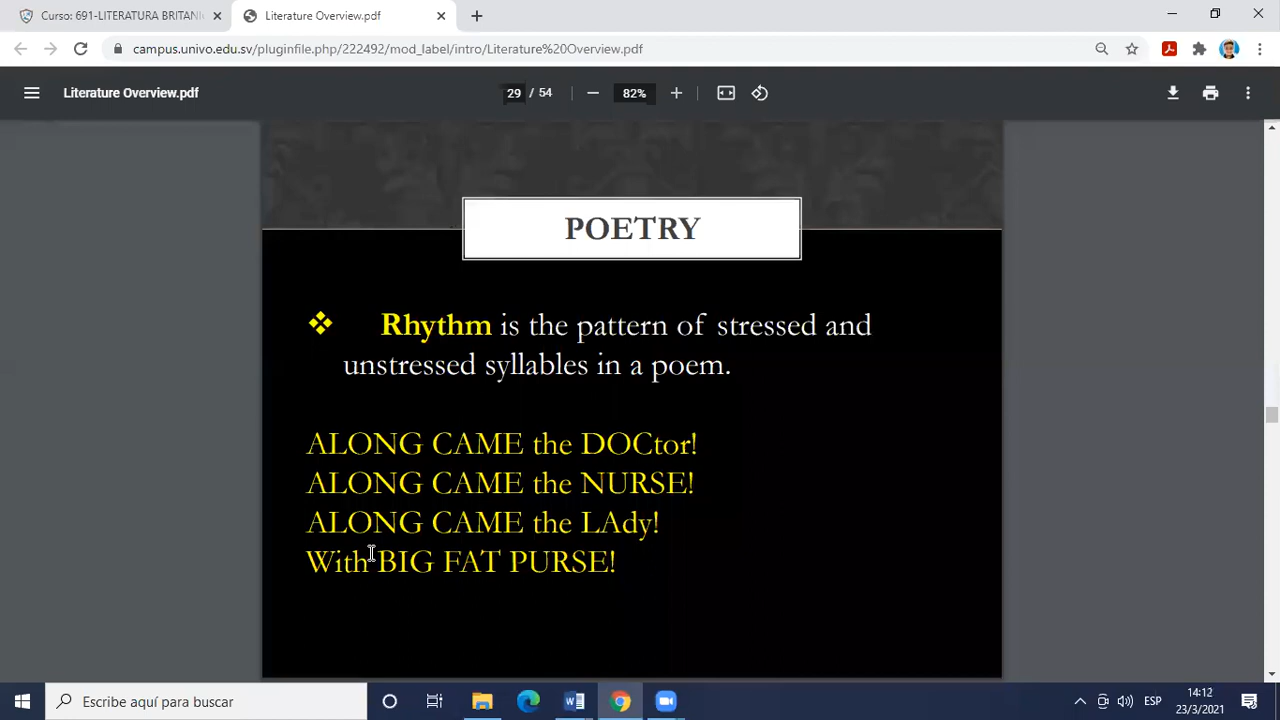 Curso: 691-LITERATURA BRITANI
Literature Overview.pdf
campus.univo.edu.sv/pluginfile.php/222492/mod_label/intro/Literature%20Overview.pdf
Literature Overview.pdf
29 / 54
82%
POETRY
❖ Rhythm is the pattern of stressed and
unstressed syllables in a poem.
ALONG CAME the DOCtor!
ALONG CAME the NURSE!
ALONG CAME the LAdy!
With BIG FAT PURSE!
Escribe aquí para buscar
ESP
14:12
23/3/2021